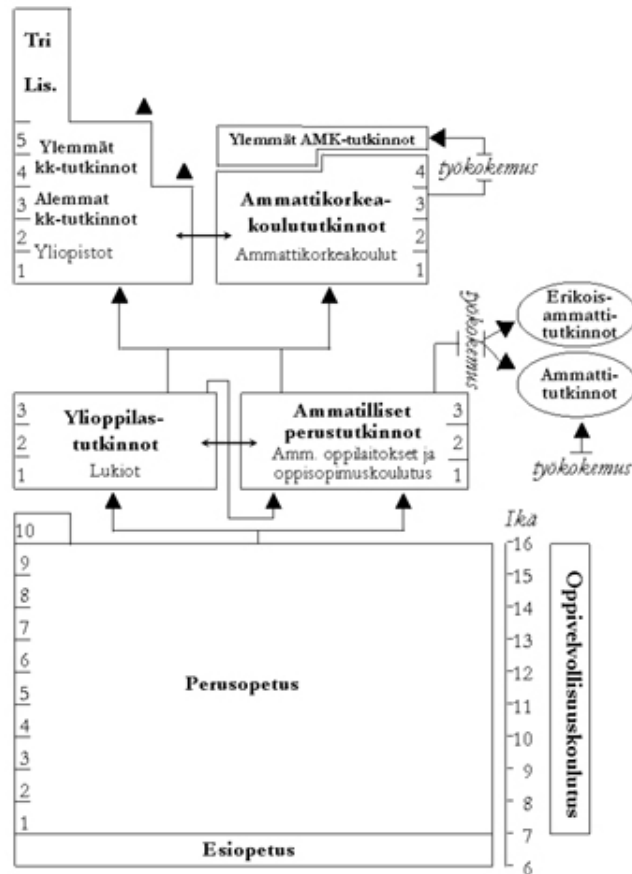 Tri
Lis.
5
4
3
2
1
Ylemmät
kk-tutkinnot
Alemmat
kk-tutkinnot
Yliopistot
Ylemmät AMK-tutkinnot
työkokemus
Ammattikorkea-
koulututkinnot
Ammattikorkeakoulut
4
3
2
1
työkokemus
Erikois-
ammatti-
tutkinnot
Ammatti-
tutkinnot
työkokemus
3
2
1
Ylioppilas-
tutkinnot
Lukiot
Ammatilliset
perustutkinnot
Amm. oppilaitokset ja
oppisopimuskoulutus
3
2
1
10
9
8
7
6
5
4
3
2
1
Perusopetus
Esiopetus
Ikä
16
15
14
13
12
11
10
9
8
7
6
Oppivelvollisuuskoulutus